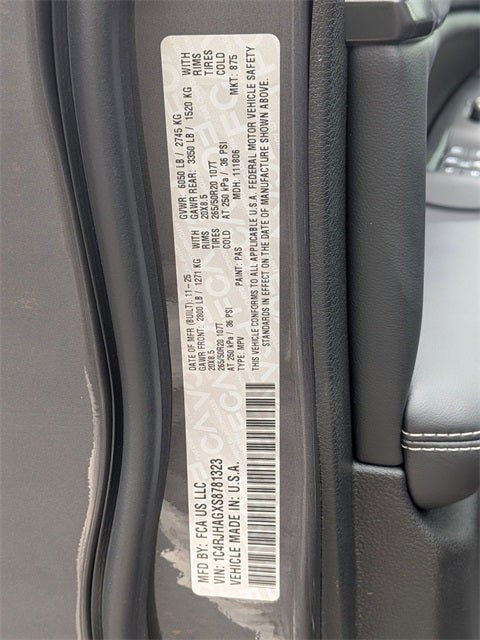 MFD BY: FCA US LLC
DATE OF MFR (BUILT): 11-25
GVWR: 6050 LB / 2745 KG
GAWR FRONT: 2800 LB / 1271 KG
WITH
GAWR REAR: 3350 LB / 1520 KG
WITH
20X8.5
RIMS
20X8.5
RIMS
265/50R20 107T
TIRES
265/50R20 107T
TIRES
AT 250 kPa / 36 PSI
COLD
AT 250 kPa / 36 PSI
COLD
TYPE: MPV
PAINT: PAS
MDH: 111806
MKT: 875
THIS VEHICLE CONFORMS TO ALL APPLICABLE U.S.A. FEDERAL MOTOR VEHICLE SAFETY
STANDARDS IN EFFECT ON THE DATE OF MANUFACTURE SHOWN ABOVE.
VIN: 1C4RJHAGXS8781323
VEHICLE MADE IN: U.S.A.